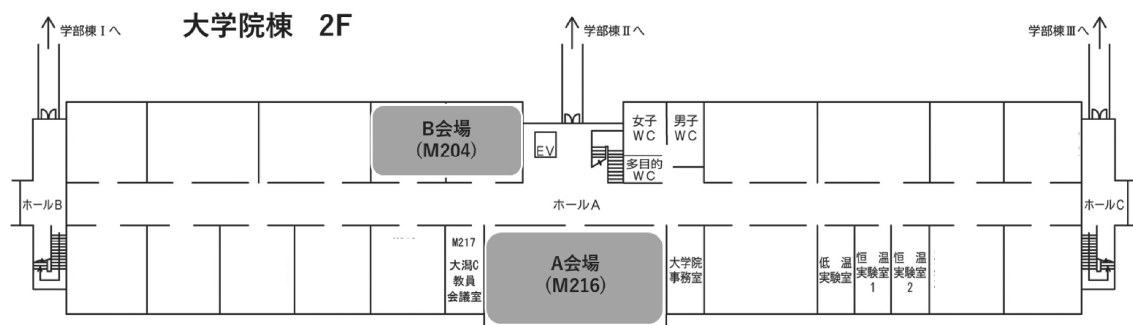 大学院棟 2F
学部棟Ⅰへ
学部棟Ⅱへ
学部棟Ⅲへ
B会場
(M204)
EV
女子
WC
男子
WC
多目的
WC
ホールB
ホールA
ホールC
M217
大潟C
教員
会議室
A会場
(M216)
大学院
事務室
低 温
実験室
恒 温
実験室
1
恒 温
実験室
2